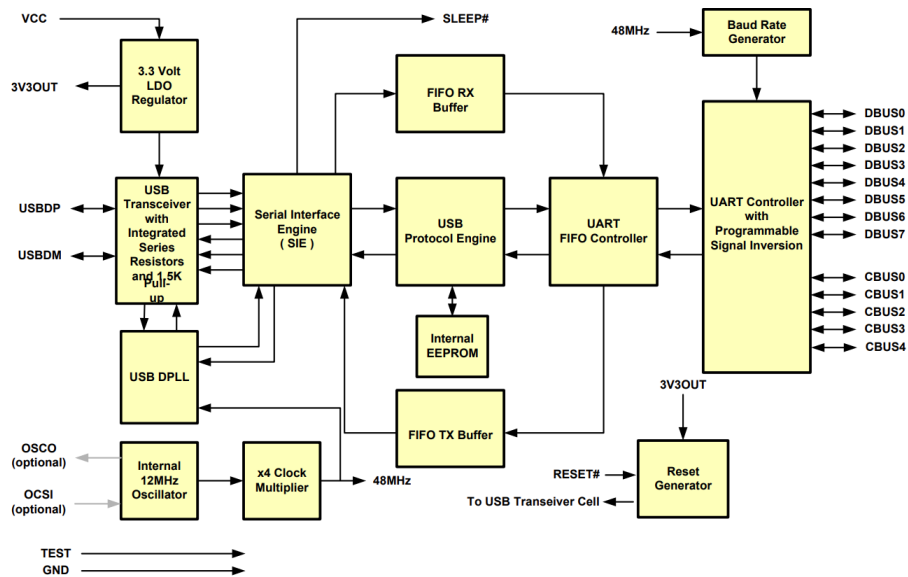 VCC
SLEEP#
48MHz
Baud Rate
Generator
3.3 Volt
LDO
Regulator
3V3OUT
FIFO RX
Buffer
DBUS0
DBUS1
DBUS2
DBUS3
DBUS4
DBUS5
DBUS6
DBUS7
USBDP
USBDM
USB
Transceiver
with
Integrated
Series
Resistors
and 1.5K
Pull-
up
Serial Interface
Engine
( SIE )
USB
Protocol Engine
UART
FIFO Controller
UART Controller
with
Programmable
Signal Inversion
CBUS0
CBUS1
CBUS2
CBUS3
CBUS4
Internal
EEPROM
USB DPLL
3V3OUT
FIFO TX Buffer
OSCO
(optional)
OCSI
(optional)
Internal
12MHz
Oscillator
x4 Clock
Multiplier
48MHz
RESET#
To USB Transeiver Cell
Reset
Generator
TEST
GND